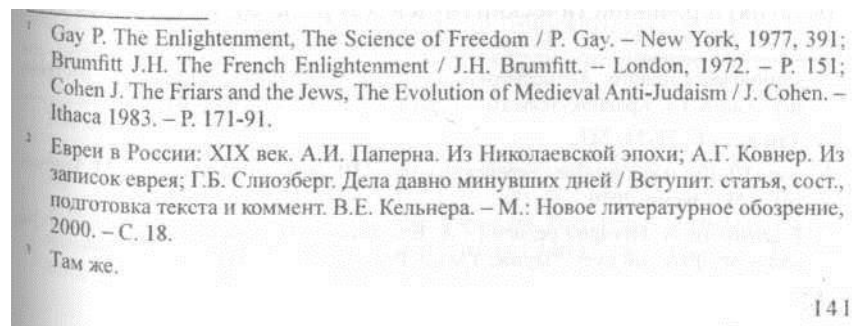 1 Gay P. The Enlightenment, The Science of Freedom / P. Gay. – New York, 1977, 391;
Brumfitt J.H. The French Enlightenment / J.H. Brumfitt. – London, 1972. – P. 151;
Cohen J. The Friars and the Jews, The Evolution of Medieval Anti-Judaism / J. Cohen. –
Ithaca 1983. – P. 171-91.
2 Евреи в России: XIX век. А.И. Паперна. Из Николаевской эпохи; А.Г. Ковнер. Из
записок еврея; Г.Б. Слиозберг. Дела давно минувших дней / Вступит. статья, сост.,
подготовка текста и коммент. В.Е. Кельнера. – М.: Новое литературное обозрение,
2000. – С. 18.
3 Там же.
141